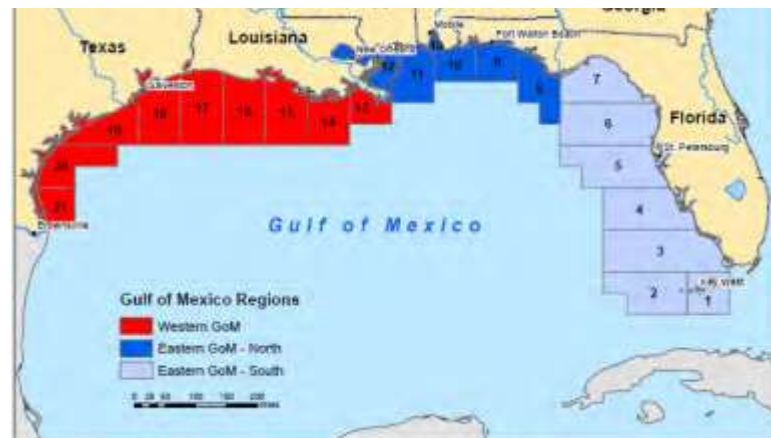 Georgia
Mobile
Texas
Louisiana
Fort Walton Beach
New Orleans
12
11
10
9
8
7
Galveston
Florida
13
6
19
18
17
16
15
14
St. Petersburg
20
5
21
4
Brownsville
Gulf of Mexico
3
Key West
2
1
Gulf of Mexico Regions
Western GoM
Eastern GoM - North
Eastern GoM - South
0